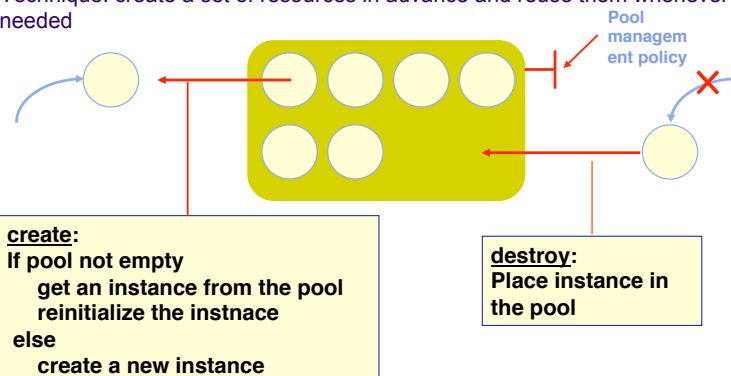 Technique: create a set of resources in advance and reuse them whenever
needed
Pool
managem
ent policy
create:
If pool not empty
get an instance from the pool
reinitialize the instnace
else
create a new instance
destroy:
Place instance in
the pool